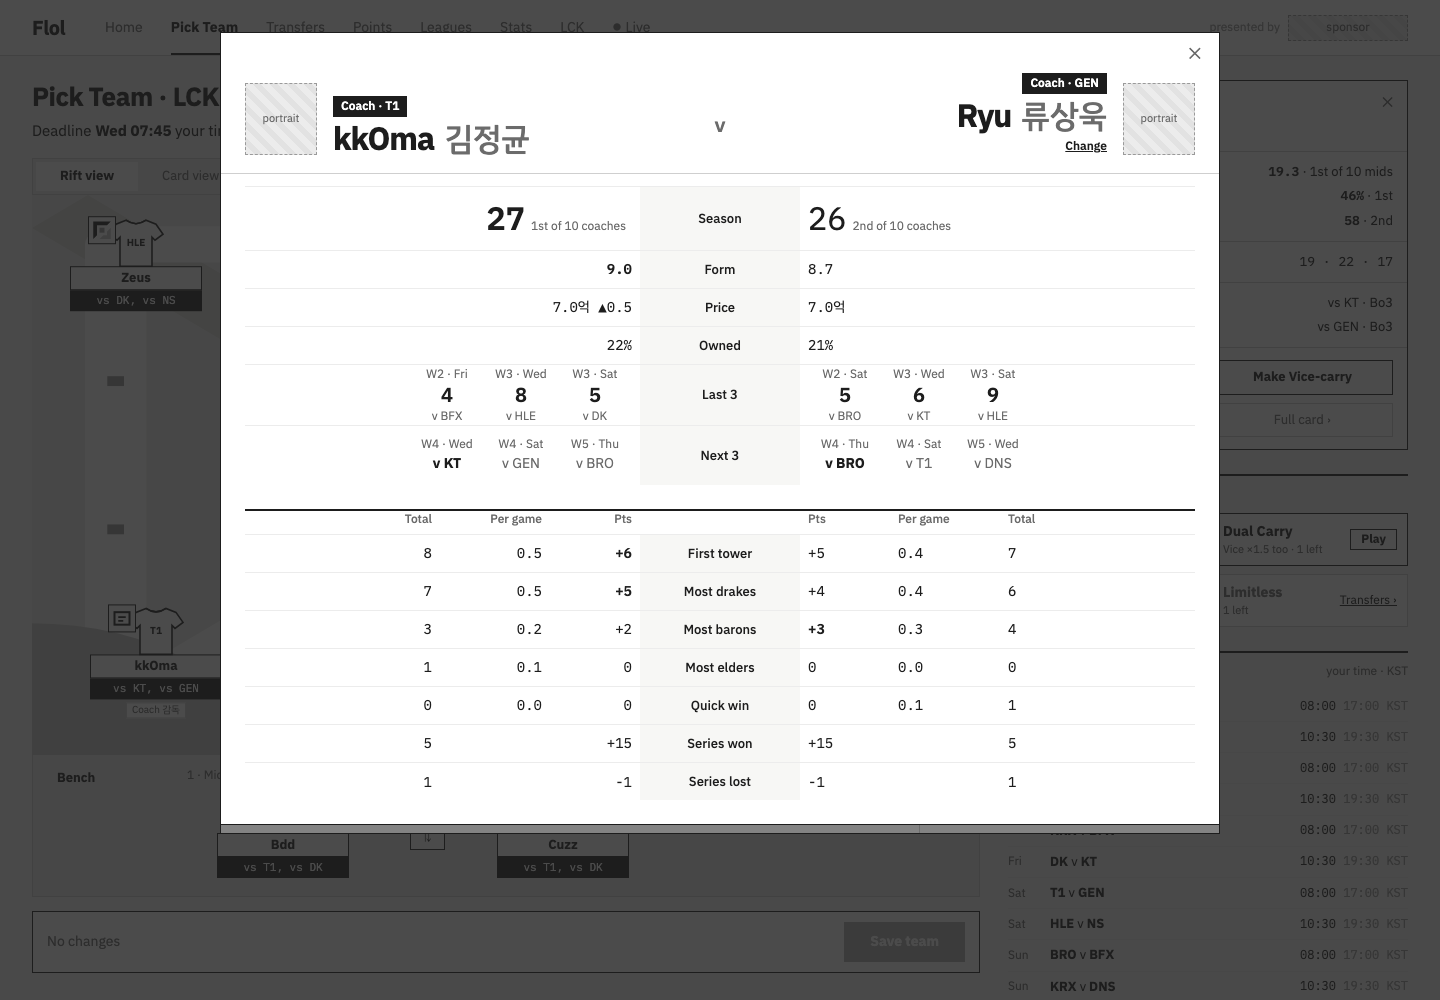 Flol Home Pick Team Transfers Points Leagues Stats LCK Live presented by sponsor
Pick Team · LCK
Deadline Wed 07:45 your
Rift view Card view
HLE
Zeus
vs DK, vs NS
T1
kkOma
vs KT, vs GEN
Coach 김독
portrait
Coach · T1
kkOma 김정균
v
Coach · GEN
Ryu 류상욱
Change
portrait
27 1st of 10 coaches Season 26 2nd of 10 coaches
9.0 Form 8.7
7.0억 ▲0.5 Price 7.0억
22% Owned 21%
W2 · Fri W3 · Wed W3 · Sat W2 · Sat W3 · Wed W3 · Sat
4 8 5 Last 3 5 6 9
v BFX v HLE v DK v BRO v KT v HLE
W4 · Wed W4 · Sat W5 · Thu W4 · Thu W4 · Sat W5 · Wed
v KT v GEN v BRO Next 3 v BRO v T1 v DNS
Total Per game Pts Pts Per game Total
8 0.5 +6 First tower +5 0.4 7
7 0.5 +5 Most drakes +4 0.4 6
3 0.2 +2 Most barons +3 0.3 4
1 0.1 0 Most elders 0 0.0 0
0 0.0 0 Quick win 0 0.1 1
5 +15 Series won +15 5
1 -1 Series lost -1 1
19.3 · 1st of 10 mids
46% · 1st
58 · 2nd
19 · 22 · 17
vs KT · Bo3
vs GEN · Bo3
Make Vice-carry
Full card ›
Dual Carry
Vice ×1.5 too · 1 left
Play
Limitless
1 left
Transfers ›
your time · KST
08:00 17:00 KST
10:30 19:30 KST
08:00 17:00 KST
10:30 19:30 KST
08:00 17:00 KST
Fri DK v KT 10:30 19:30 KST
Sat T1 v GEN 08:00 17:00 KST
Sat HLE v NS 10:30 19:30 KST
Sun BRO v BFX 08:00 17:00 KST
Sun KRX v DNS 10:30 19:30 KST
Bench
Bdd
vs T1, vs DK
Cuzz
vs T1, vs DK
No changes
Save team